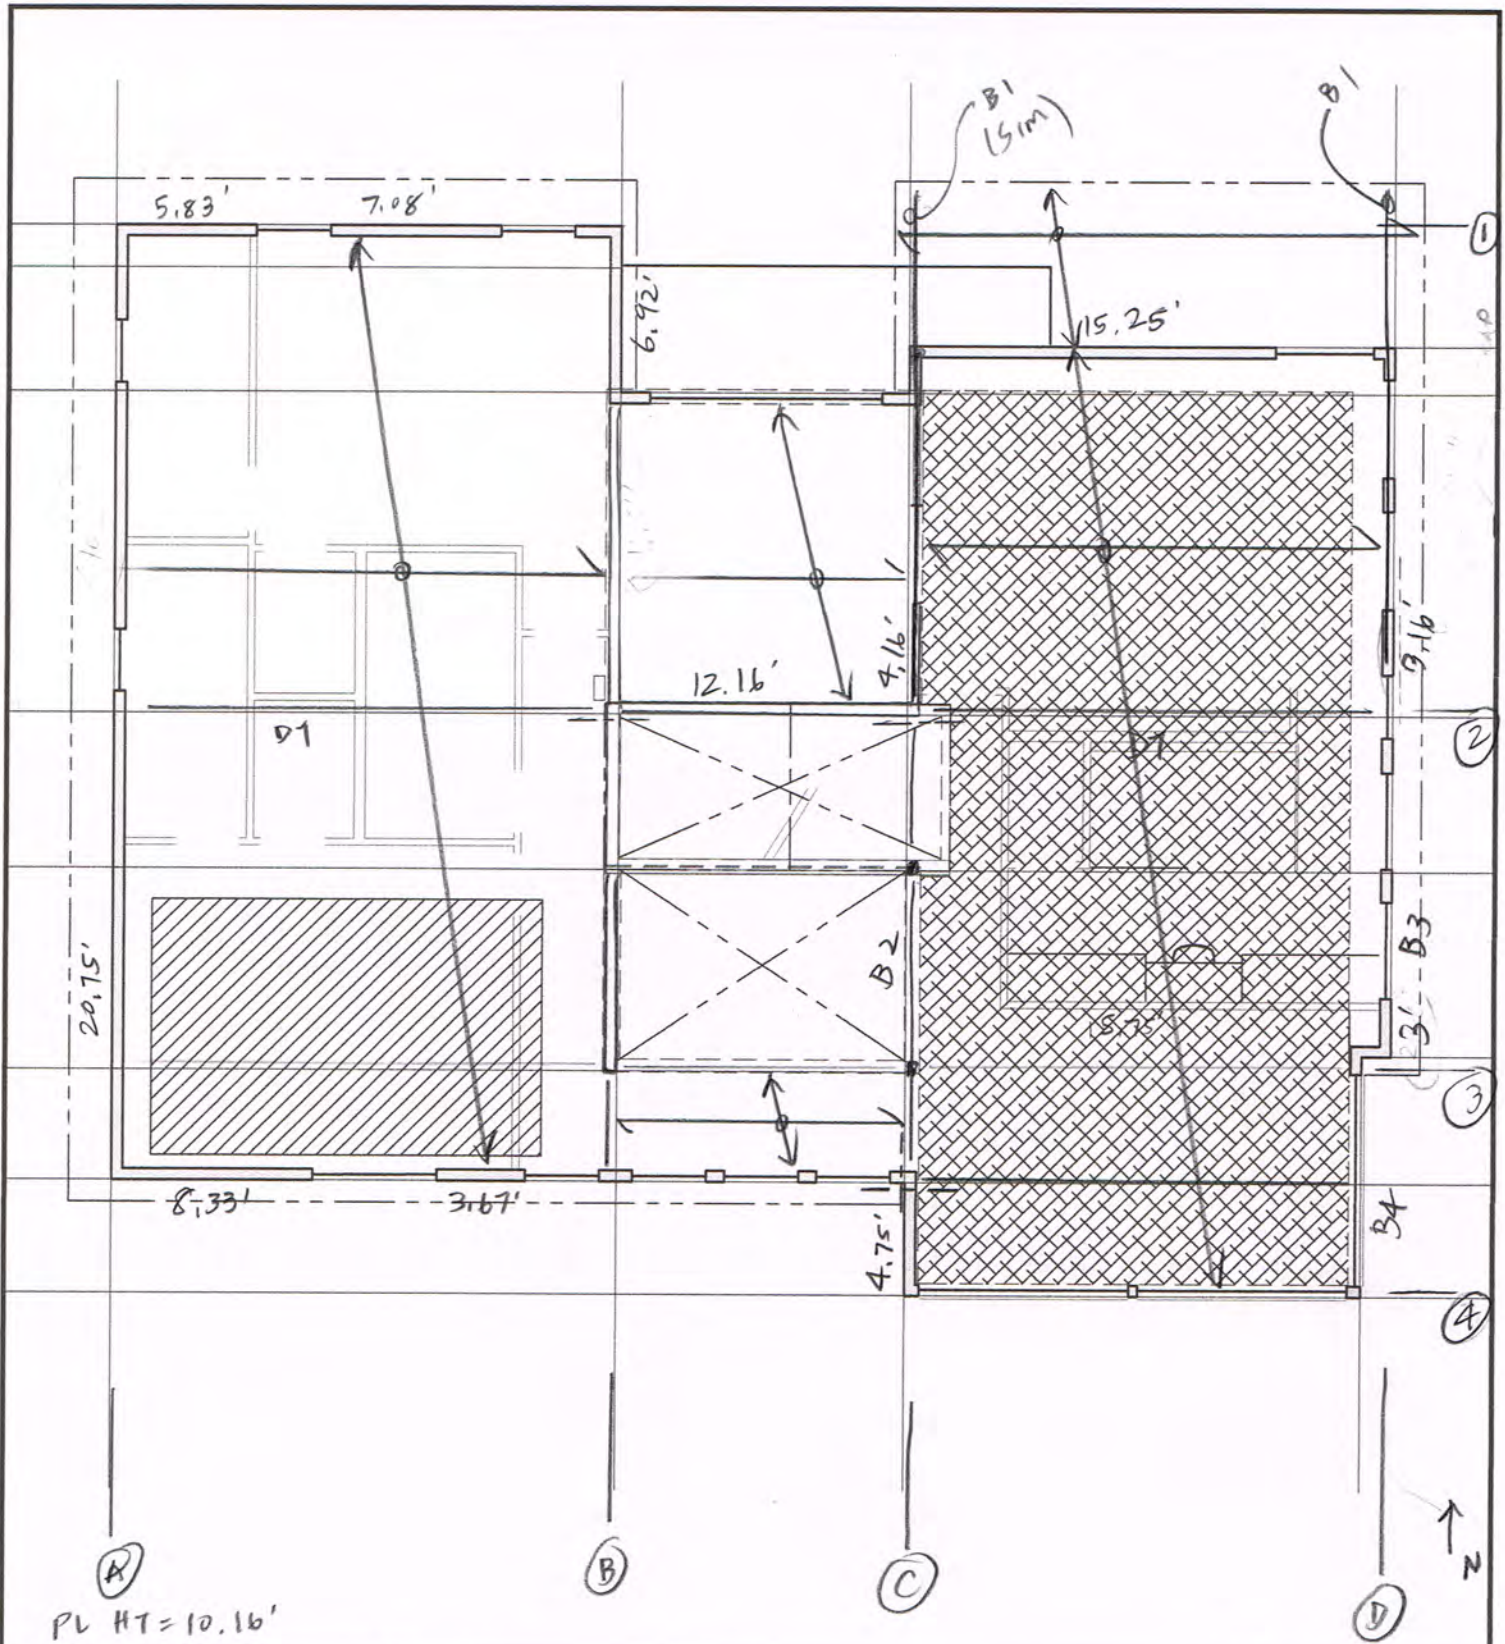 B1
(SIM)
B1
5.83'
7.08'
1
6.92'
15.25'
4.16'
3.16'
12.16'
D1
D1
2
B2
B3
20.75'
15.75'
3'
3
8.33'
3.67'
4.75'
B4
4
A
B
C
D
N
PL HT = 10.16'